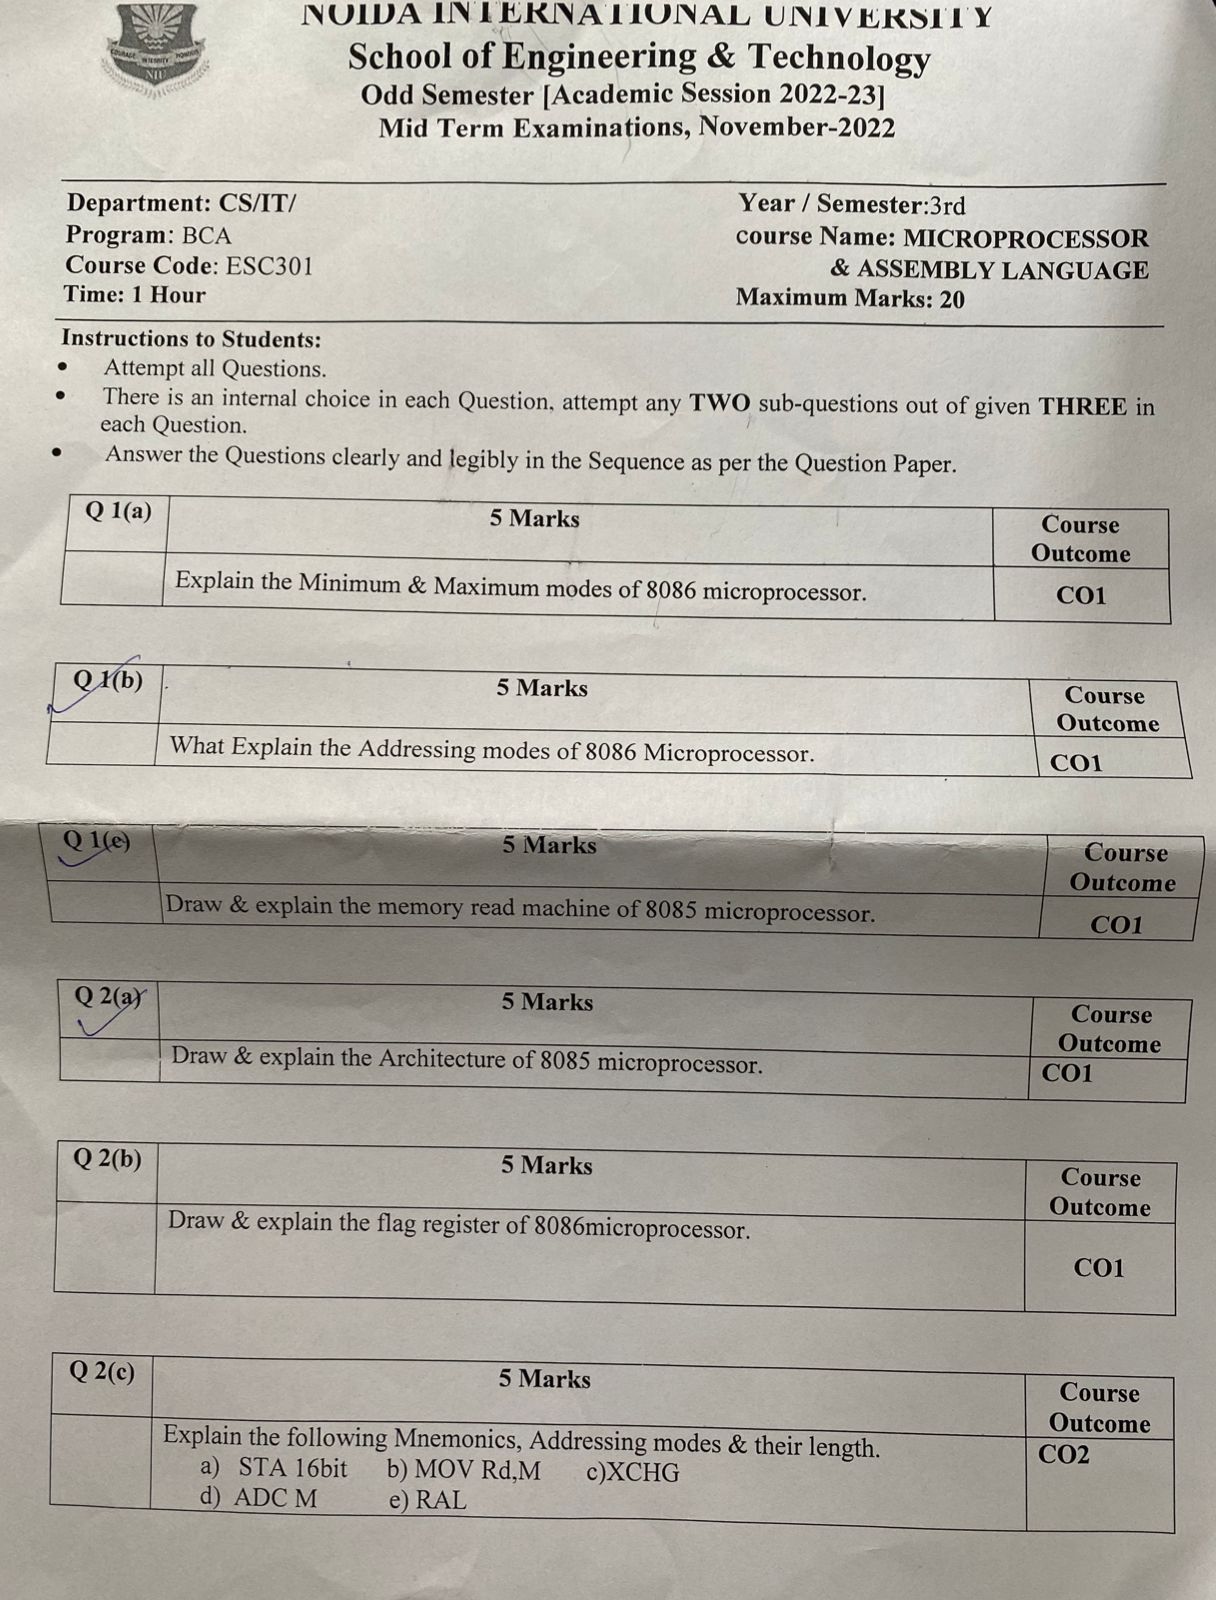 COURAGE INTEGRITY
NIU
NOIDA INTERNATIONAL UNIVERSITY
School of Engineering & Technology
Odd Semester [Academic Session 2022-23]
Mid Term Examinations, November-2022
Department: CS/IT/
Program: BCA
Course Code: ESC301
Time: 1 Hour
Year / Semester:3rd
course Name: MICROPROCESSOR
& ASSEMBLY LANGUAGE
Maximum Marks: 20
Instructions to Students:
• Attempt all Questions.
• There is an internal choice in each Question, attempt any TWO sub-questions out of given THREE in
each Question.
• Answer the Questions clearly and legibly in the Sequence as per the Question Paper.
Q 1(a) 5 Marks Course
Outcome
Explain the Minimum & Maximum modes of 8086 microprocessor. CO1
Q 1(b) 5 Marks Course
Outcome
What Explain the Addressing modes of 8086 Microprocessor. CO1
Q 1(e) 5 Marks Course
Outcome
Draw & explain the memory read machine of 8085 microprocessor. CO1
Q 2(a) 5 Marks Course
Outcome
Draw & explain the Architecture of 8085 microprocessor. CO1
Q 2(b) 5 Marks Course
Outcome
Draw & explain the flag register of 8086microprocessor.
CO1
Q 2(c) 5 Marks Course
Outcome
Explain the following Mnemonics, Addressing modes & their length. CO2
a) STA 16bit b) MOV Rd,M c)XCHG
d) ADC M e) RAL